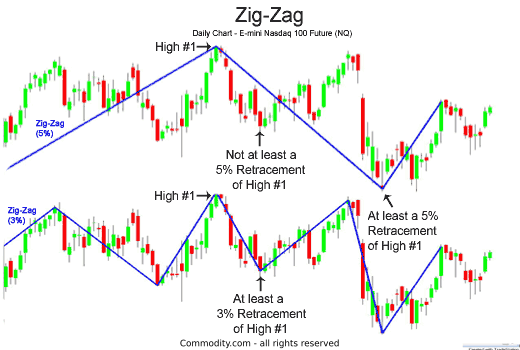 Zig-Zag
Daily Chart - E-mini Nasdaq 100 Future (NQ)
High #1
Zig-Zag
(5%)
Not at least a
5% Retracement
of High #1
High #1
Zig-Zag
(3%)
At least a 5%
Retracement
of High #1
At least a
3% Retracement
of High #1
Commodity.com - all rights reserved